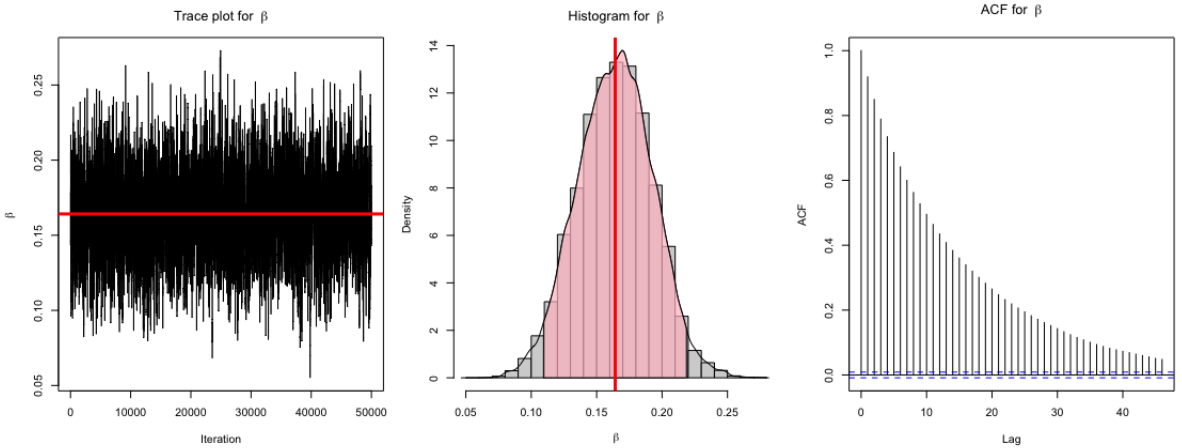 Trace plot for β
β
0.25
0.20
0.15
0.10
0.05
0 10000 20000 30000 40000 50000
Iteration
Histogram for β
Density
14
12
10
8
6
4
2
0
0.05 0.10 0.15 0.20 0.25
β
ACF for β
ACF
1.0
0.8
0.6
0.4
0.2
0.0
0 10 20 30 40
Lag